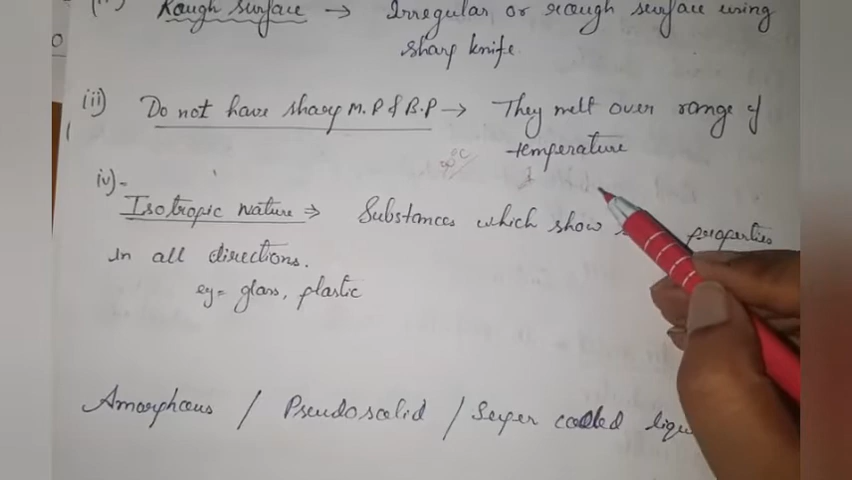 Rough surface → Irregular or rough surface using
sharp knife
iii) Do not have sharp M.P & B.P → They melt over range of
temperature
iv)- Isotropic Nature ⇒ Substances which show properties
In all directions.
eg= glass, plastic
Amorphous / Pseudosolid / Super cooled